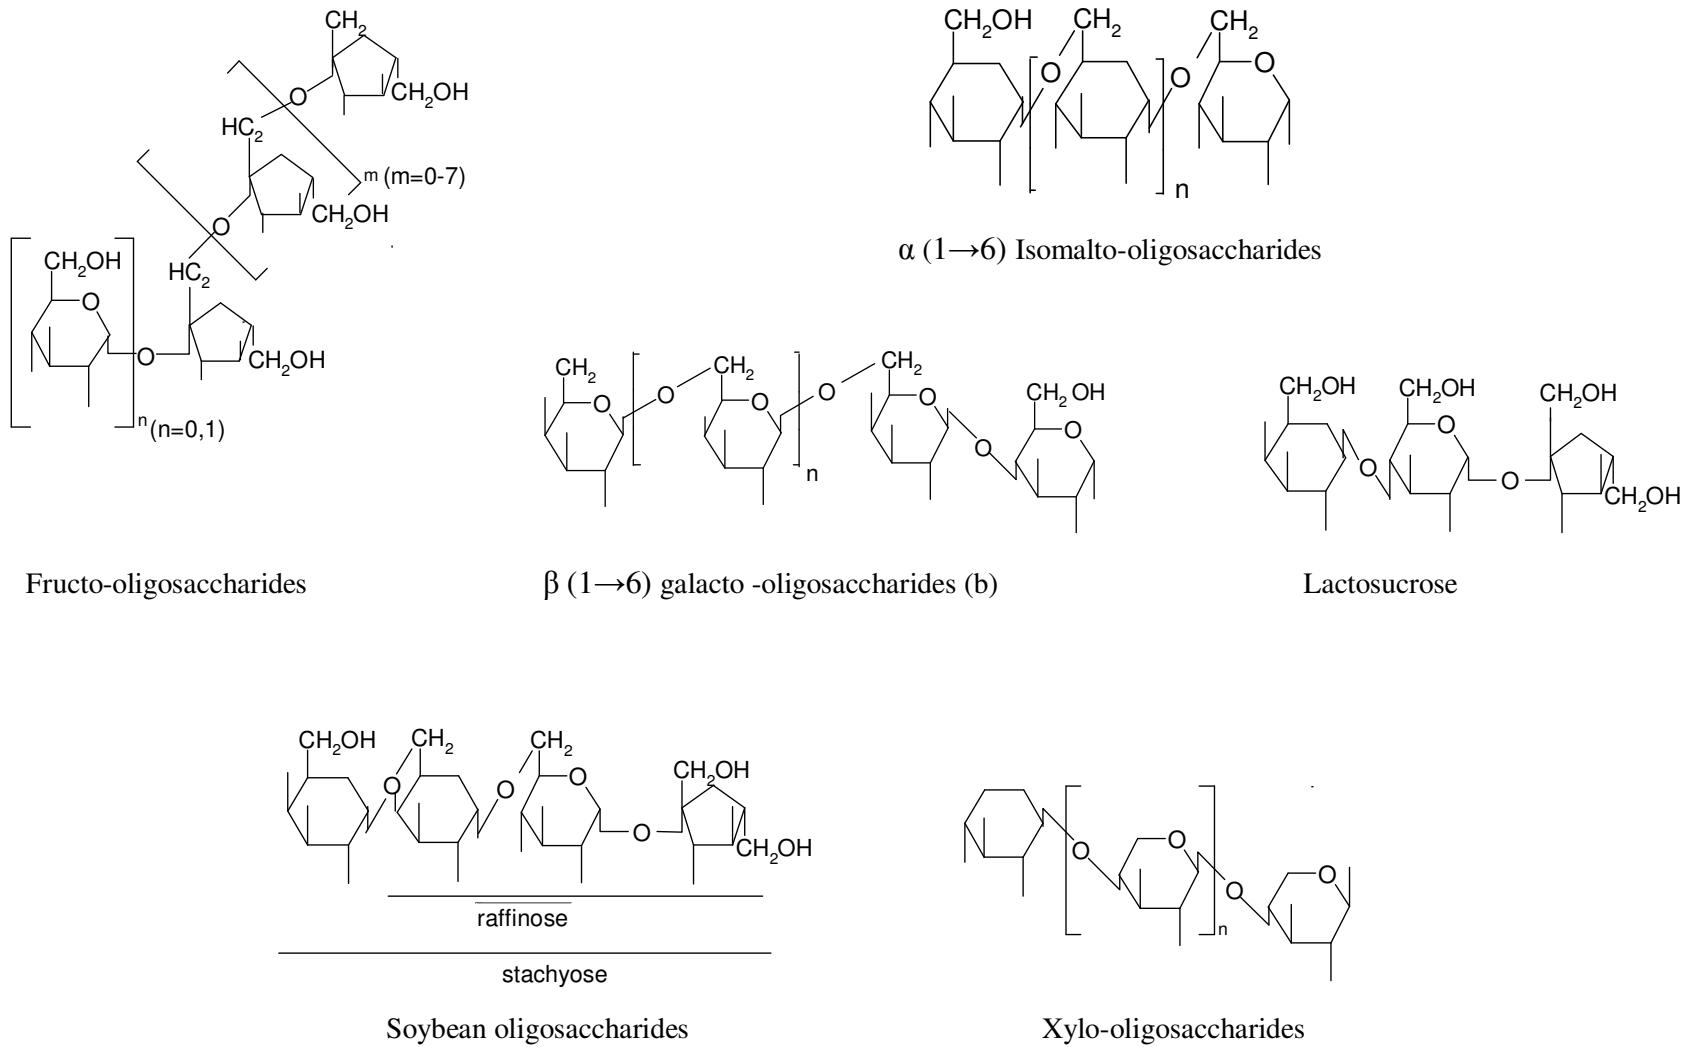 CH2
O
CH2OH
HC2
m (m=0-7)
O
CH2OH
HC2
CH2OH
O
O
CH2OH
n (n=0,1)
Fructo-oligosaccharides
CH2OH
CH2
CH2
O
O
O
n
α (1→6) Isomalto-oligosaccharides
CH2
CH2
CH2
CH2 OH
O
O
O
O
O
O
O
O
n
β (1→6) galacto -oligosaccharides (b)
CH2OH
CH2OH
CH2OH
O
O
O
CH2OH
Lactosucrose
CH2OH
CH2
CH2
CH2OH
O
O
O
O
CH2OH
raffinose
stachyose
Soybean oligosaccharides
O
O
O
O
n
Xylo-oligosaccharides